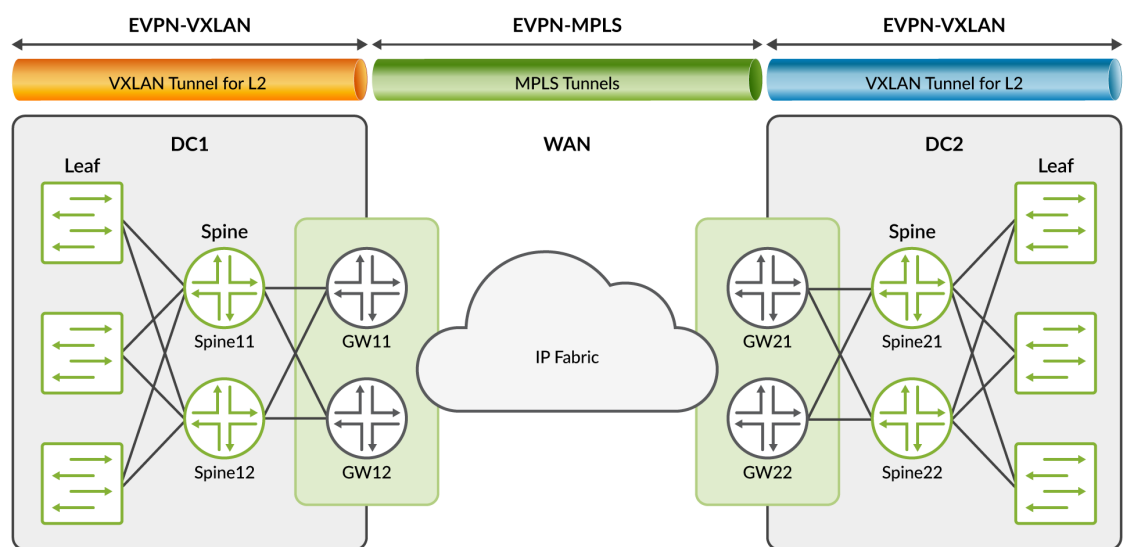 EVPN-VXLAN
EVPN-MPLS
EVPN-VXLAN
VXLAN Tunnel for L2
MPLS Tunnels
VXLAN Tunnel for L2
DC1
WAN
DC2
Leaf
Leaf
Spine
Spine
Spine11
GW11
GW21
Spine21
IP Fabric
Spine12
GW12
GW22
Spine22